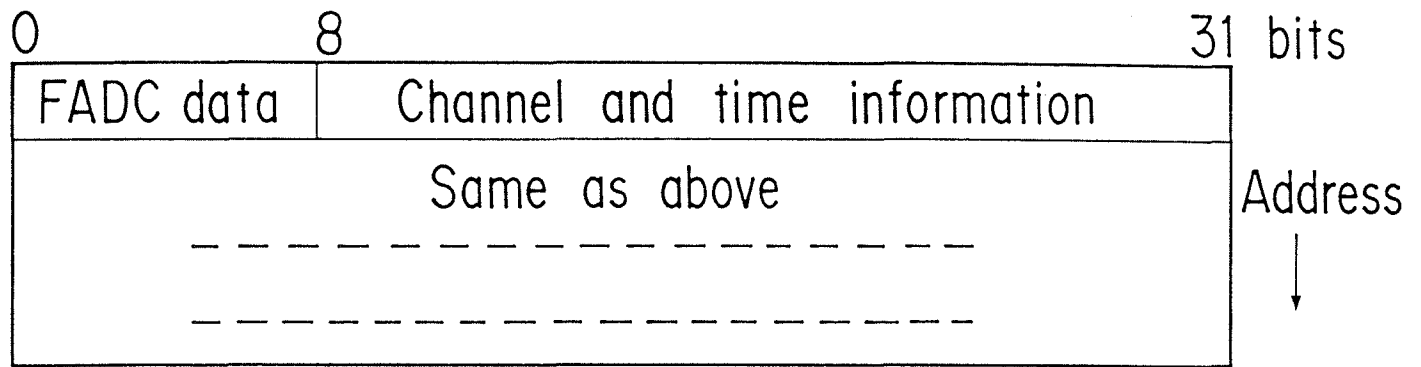 0 8 31 bits
FADC data Channel and time information
Same as above
Address